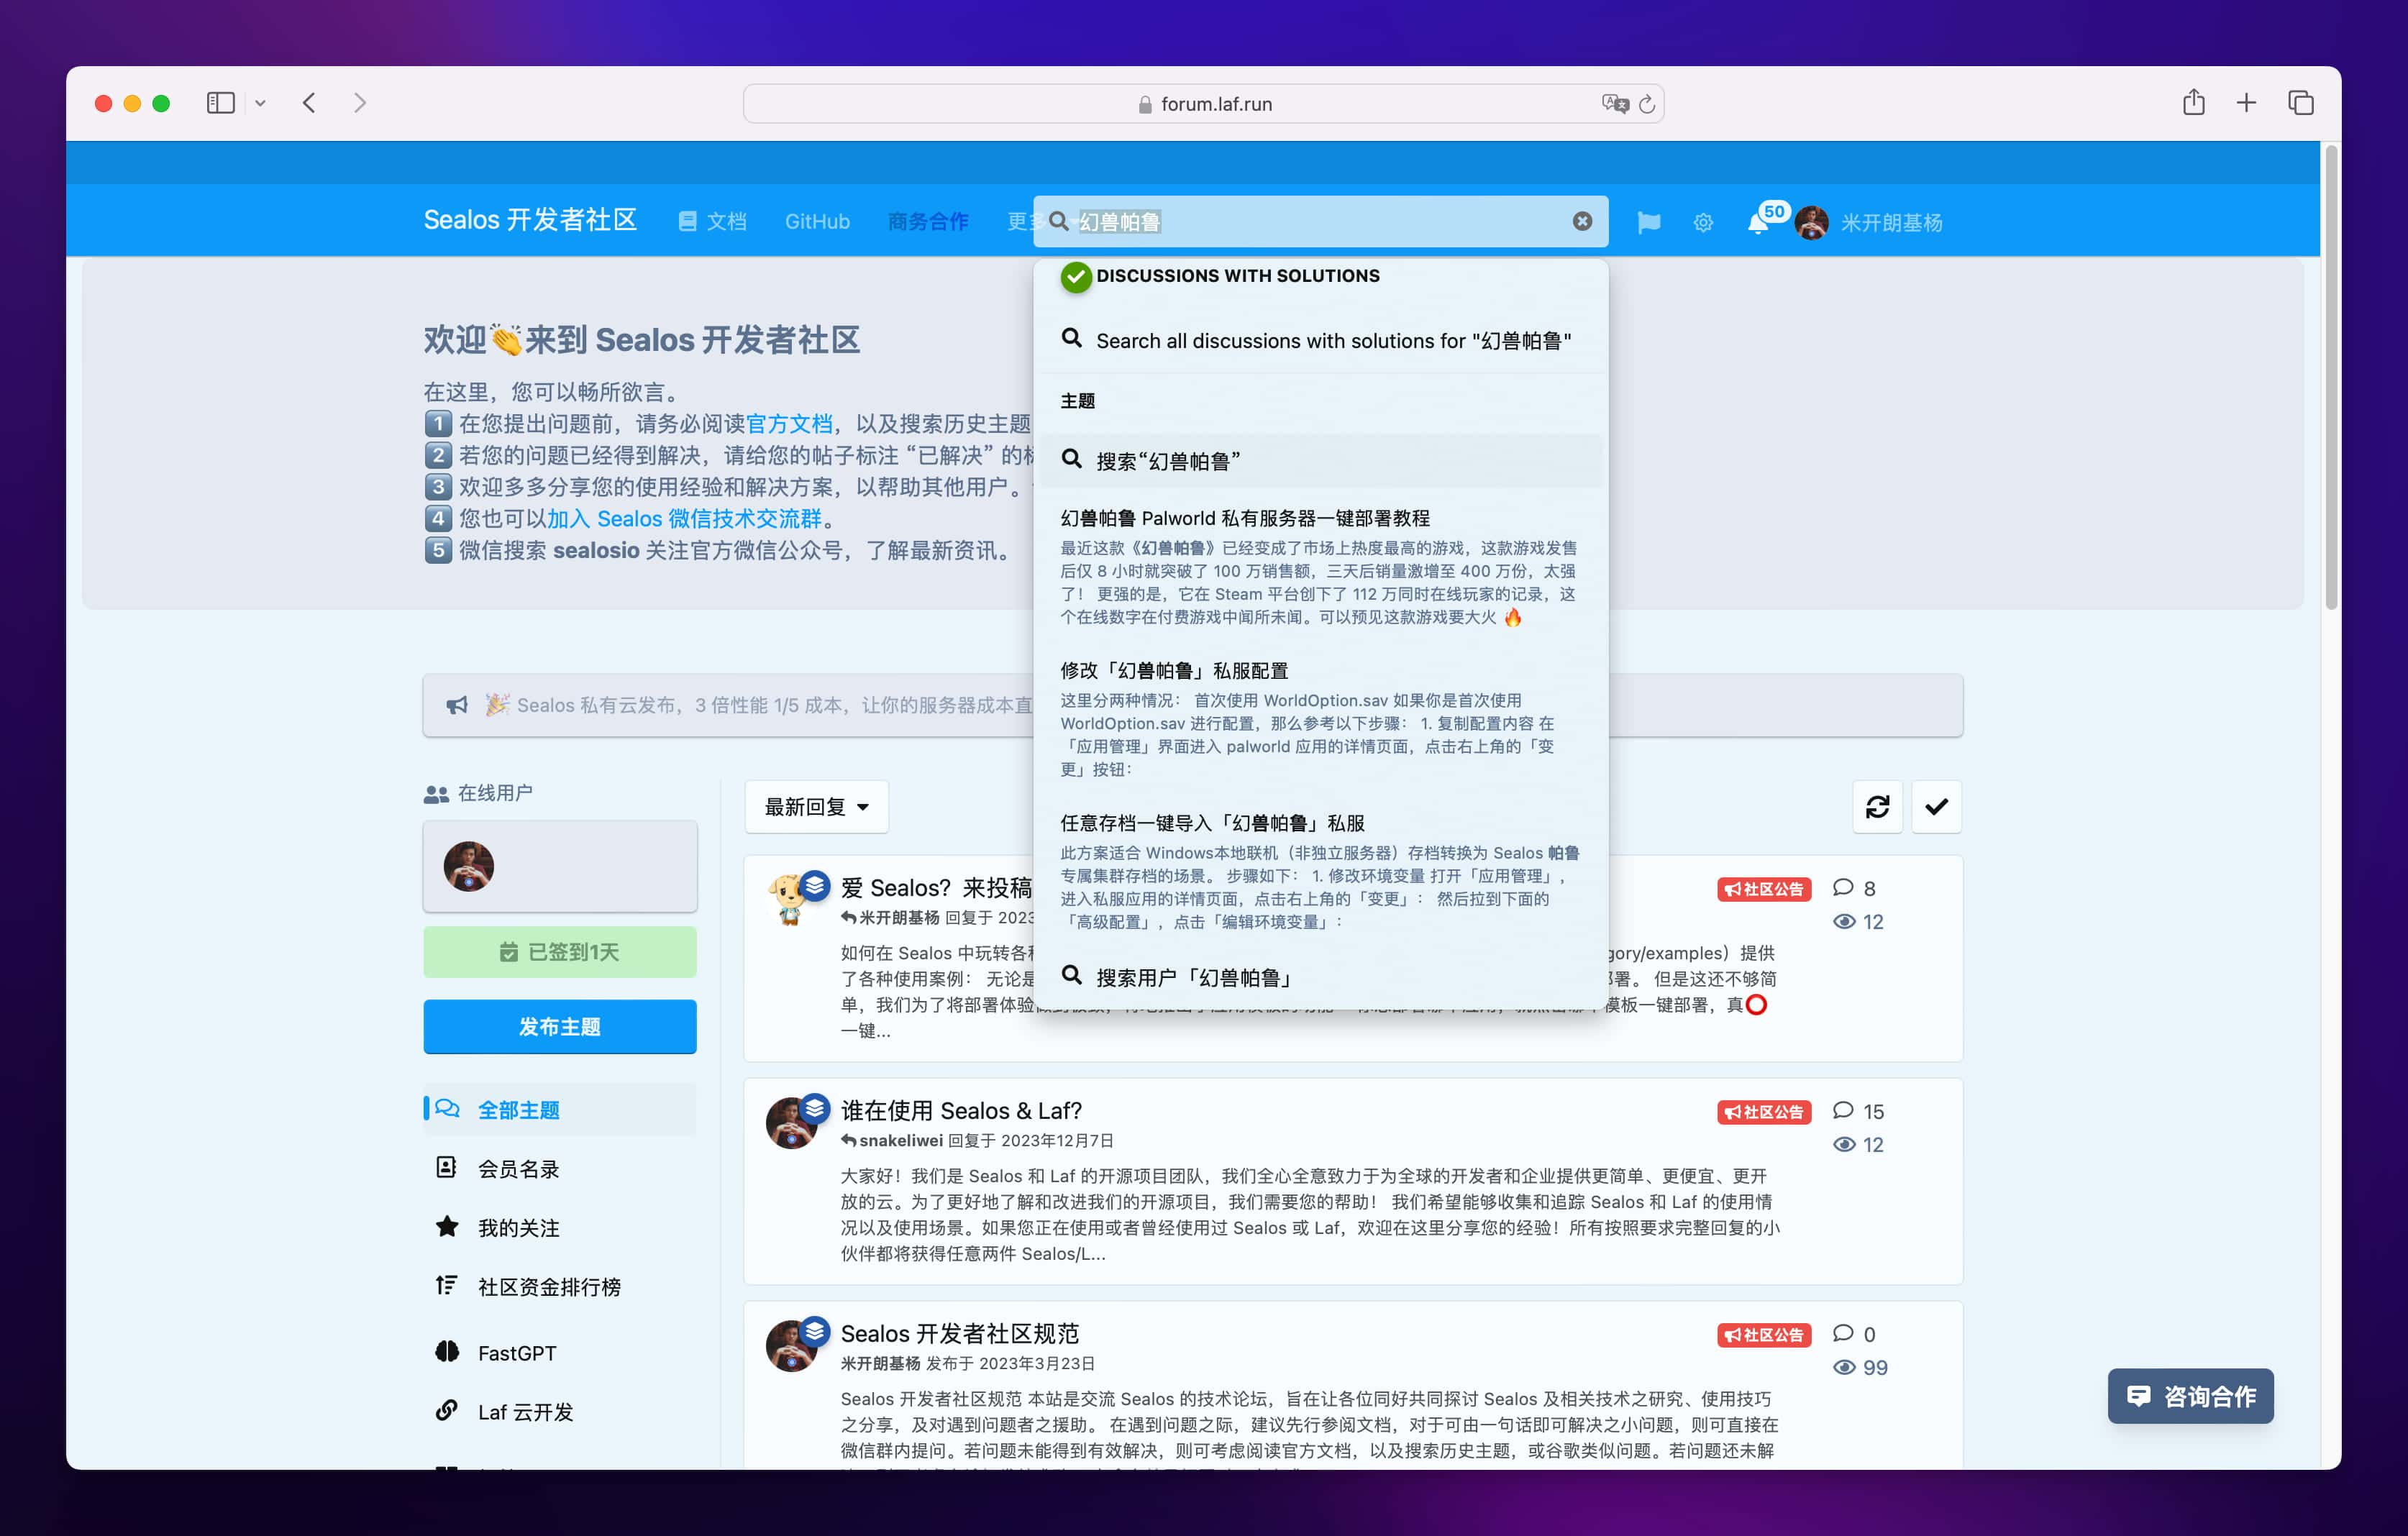 forum.laf.run
Sealos 开发者社区
文档
GitHub
商务合作
更多
幻兽帕鲁
50
米开朗基杨
DISCUSSIONS WITH SOLUTIONS
Search all discussions with solutions for "幻兽帕鲁"
主题
搜索“幻兽帕鲁”
幻兽帕鲁 Palworld 私有服务器一键部署教程
最近这款《幻兽帕鲁》已经变成了市场上热度最高的游戏，这款游戏发售
后仅 8 小时就突破了 100 万销售额，三天后销量激增至 400 万份，太强
了！ 更强的是，它在 Steam 平台创下了 112 万同时在线玩家的记录，这
个在线数字在付费游戏中闻所未闻。可以预见这款游戏要大火 🔥
修改「幻兽帕鲁」私服配置
这里分两种情况： 首次使用 WorldOption.sav 如果你是首次使用
WorldOption.sav 进行配置，那么参考以下步骤： 1. 复制配置内容 在
「应用管理」界面进入 palworld 应用的详情页面，点击右上角的「变
更」按钮：
任意存档一键导入「幻兽帕鲁」私服
此方案适合 Windows本地联机（非独立服务器）存档转换为 Sealos 帕鲁
专属集群存档的场景。 步骤如下： 1. 修改环境变量 打开「应用管理」，
进入私服应用的详情页面，点击右上角的「变更」： 然后拉到下面的
「高级配置」，点击「编辑环境变量」：
搜索用户「幻兽帕鲁」
欢迎👏来到 Sealos 开发者社区
在这里，您可以畅所欲言。
1 在您提出问题前，请务必阅读官方文档，以及搜索历史主题
2 若您的问题已经得到解决，请给您的帖子标注 “已解决” 的
3 欢迎多多分享您的使用经验和解决方案，以帮助其他用户。
4 您也可以加入 Sealos 微信技术交流群。
5 微信搜索 sealosio 关注官方微信公众号，了解最新资讯。
🎉 Sealos 私有云发布，3 倍性能 1/5 成本，让你的服务器成本直
在线用户
已签到1天
发布主题
全部主题
会员名录
我的关注
社区资金排行榜
FastGPT
Laf 云开发
最新回复
爱 Sealos？来投稿
社区公告
8
米开朗基杨 回复于 2023
12
如何在 Sealos 中玩转各 gory/examples）提供
了各种使用案例： 无论是 署。 但是这还不够简
单，我们为了将部署体验 模板一键部署，真⭕
一键...
谁在使用 Sealos & Laf?
社区公告
15
snakeliwei 回复于 2023年12月7日
12
大家好！我们是 Sealos 和 Laf 的开源项目团队，我们全心全意致力于为全球的开发者和企业提供更简单、更便宜、更开
放的云。为了更好地了解和改进我们的开源项目，我们需要您的帮助！ 我们希望能够收集和追踪 Sealos 和 Laf 的使用情
况以及使用场景。如果您正在使用或者曾经使用过 Sealos 或 Laf，欢迎在这里分享您的经验！所有按照要求完整回复的小
伙伴都将获得任意两件 Sealos/L...
Sealos 开发者社区规范
社区公告
0
米开朗基杨 发布于 2023年3月23日
99
Sealos 开发者社区规范 本站是交流 Sealos 的技术论坛，旨在让各位同好共同探讨 Sealos 及相关技术之研究、使用技巧
之分享，及对遇到问题者之援助。 在遇到问题之际，建议先行参阅文档，对于可由一句话即可解决之小问题，则可直接在
微信群内提问。若问题未能得到有效解决，则可考虑阅读官方文档，以及搜索历史主题，或谷歌类似问题。若问题还未解
咨询合作